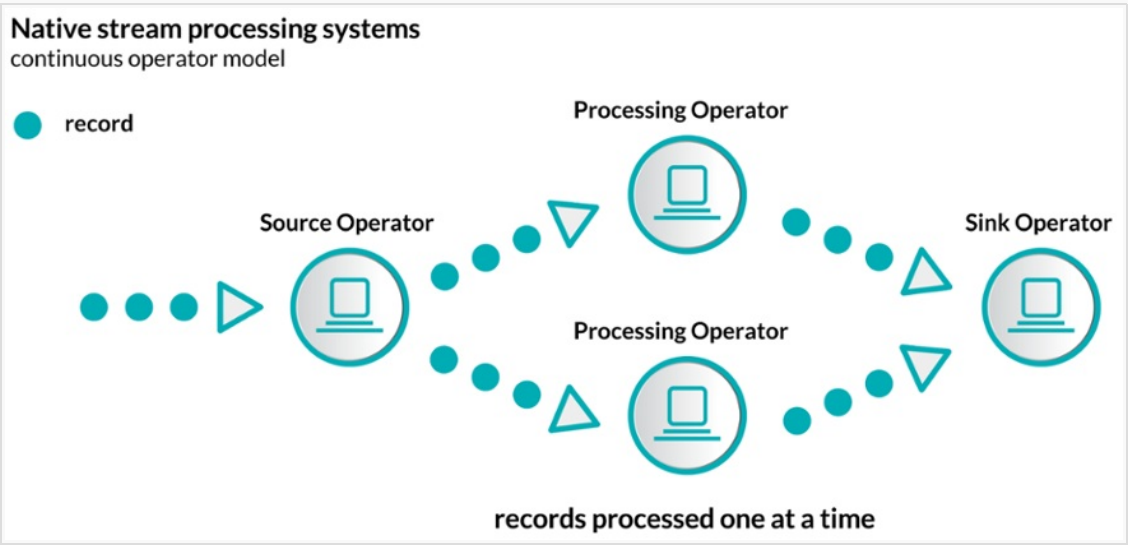 Native stream processing systems
continuous operator model
record
Processing Operator
Source Operator
Sink Operator
Processing Operator
records processed one at a time